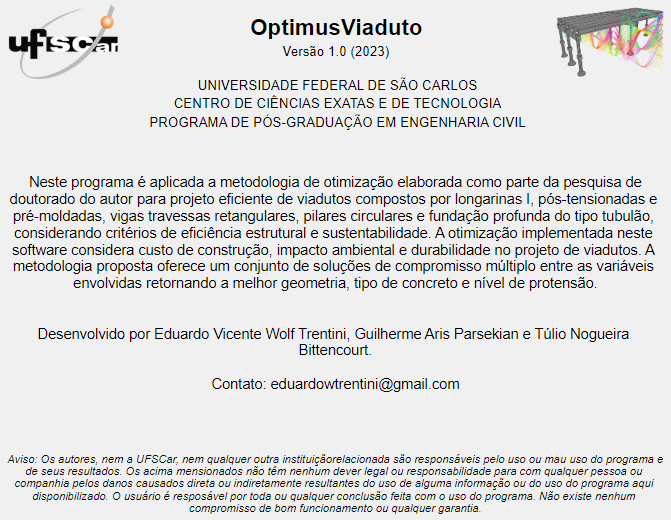 ufscar
OptimusViaduto
Versão 1.0 (2023)
UNIVERSIDADE FEDERAL DE SÃO CARLOS
CENTRO DE CIÊNCIAS EXATAS E DE TECNOLOGIA
PROGRAMA DE PÓS-GRADUAÇÃO EM ENGENHARIA CIVIL
Neste programa é aplicada a metodologia de otimização elaborada como parte da pesquisa de
doutorado do autor para projeto eficiente de viadutos compostos por longarinas I, pós-tensionadas e
pré-moldadas, vigas travessas retangulares, pilares circulares e fundação profunda do tipo tubulão,
considerando critérios de eficiência estrutural e sustentabilidade. A otimização implementada neste
software considera custo de construção, impacto ambiental e durabilidade no projeto de viadutos. A
metodologia proposta oferece um conjunto de soluções de compromisso múltiplo entre as variáveis
envolvidas retornando a melhor geometria, tipo de concreto e nível de protensão.
Desenvolvido por Eduardo Vicente Wolf Trentini, Guilherme Aris Parsekian e Túlio Nogueira
Bittencourt.
Contato: eduardowtrentini@gmail.com
Aviso: Os autores, nem a UFSCar, nem qualquer outra instituiçãorelacionada são responsáveis pelo uso ou mau uso do programa e
de seus resultados. Os acima mencionados não têm nenhum dever legal ou responsabilidade para com qualquer pessoa ou
companhia pelos danos causados direta ou indiretamente resultantes do uso de alguma informação ou do uso do programa aqui
disponibilizado. O usuário é resposável por toda ou qualquer conclusão feita com o uso do programa. Não existe nenhum
compromisso de bom funcionamento ou qualquer garantia.